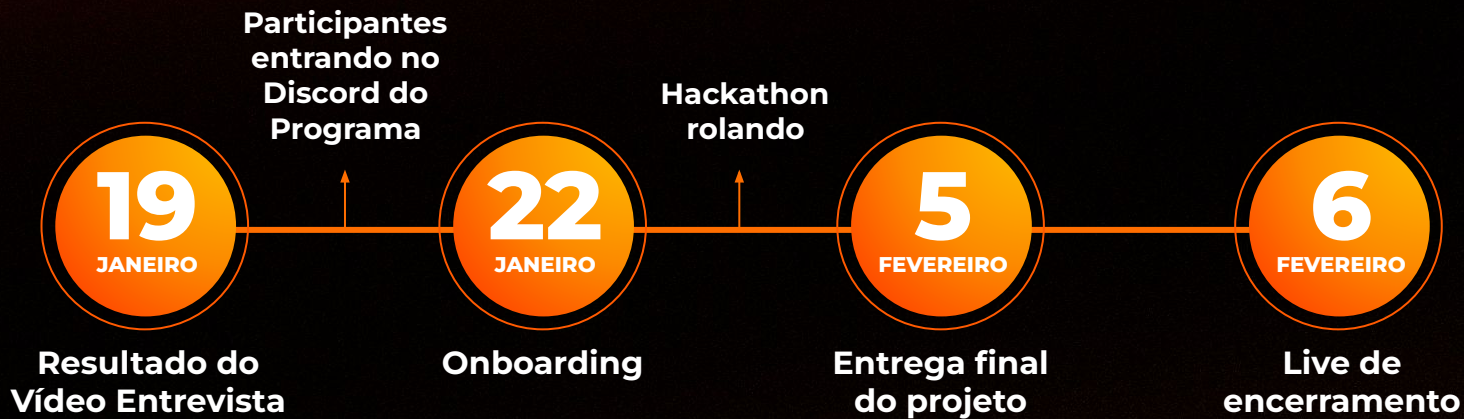 Participantes
entrando no
Discord do
Programa
Hackathon
rolando
19
JANEIRO
22
JANEIRO
5
FEVEREIRO
6
FEVEREIRO
Resultado do
Vídeo Entrevista
Onboarding
Entrega final
do projeto
Live de
encerramento